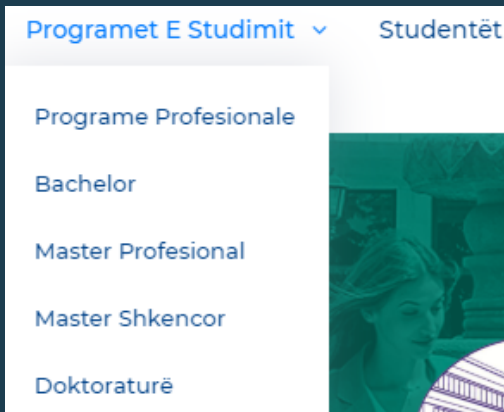 Programet E Studimit
Studentët
Programe Profesionale
Bachelor
Master Profesional
Master Shkencor
Doktoraturë